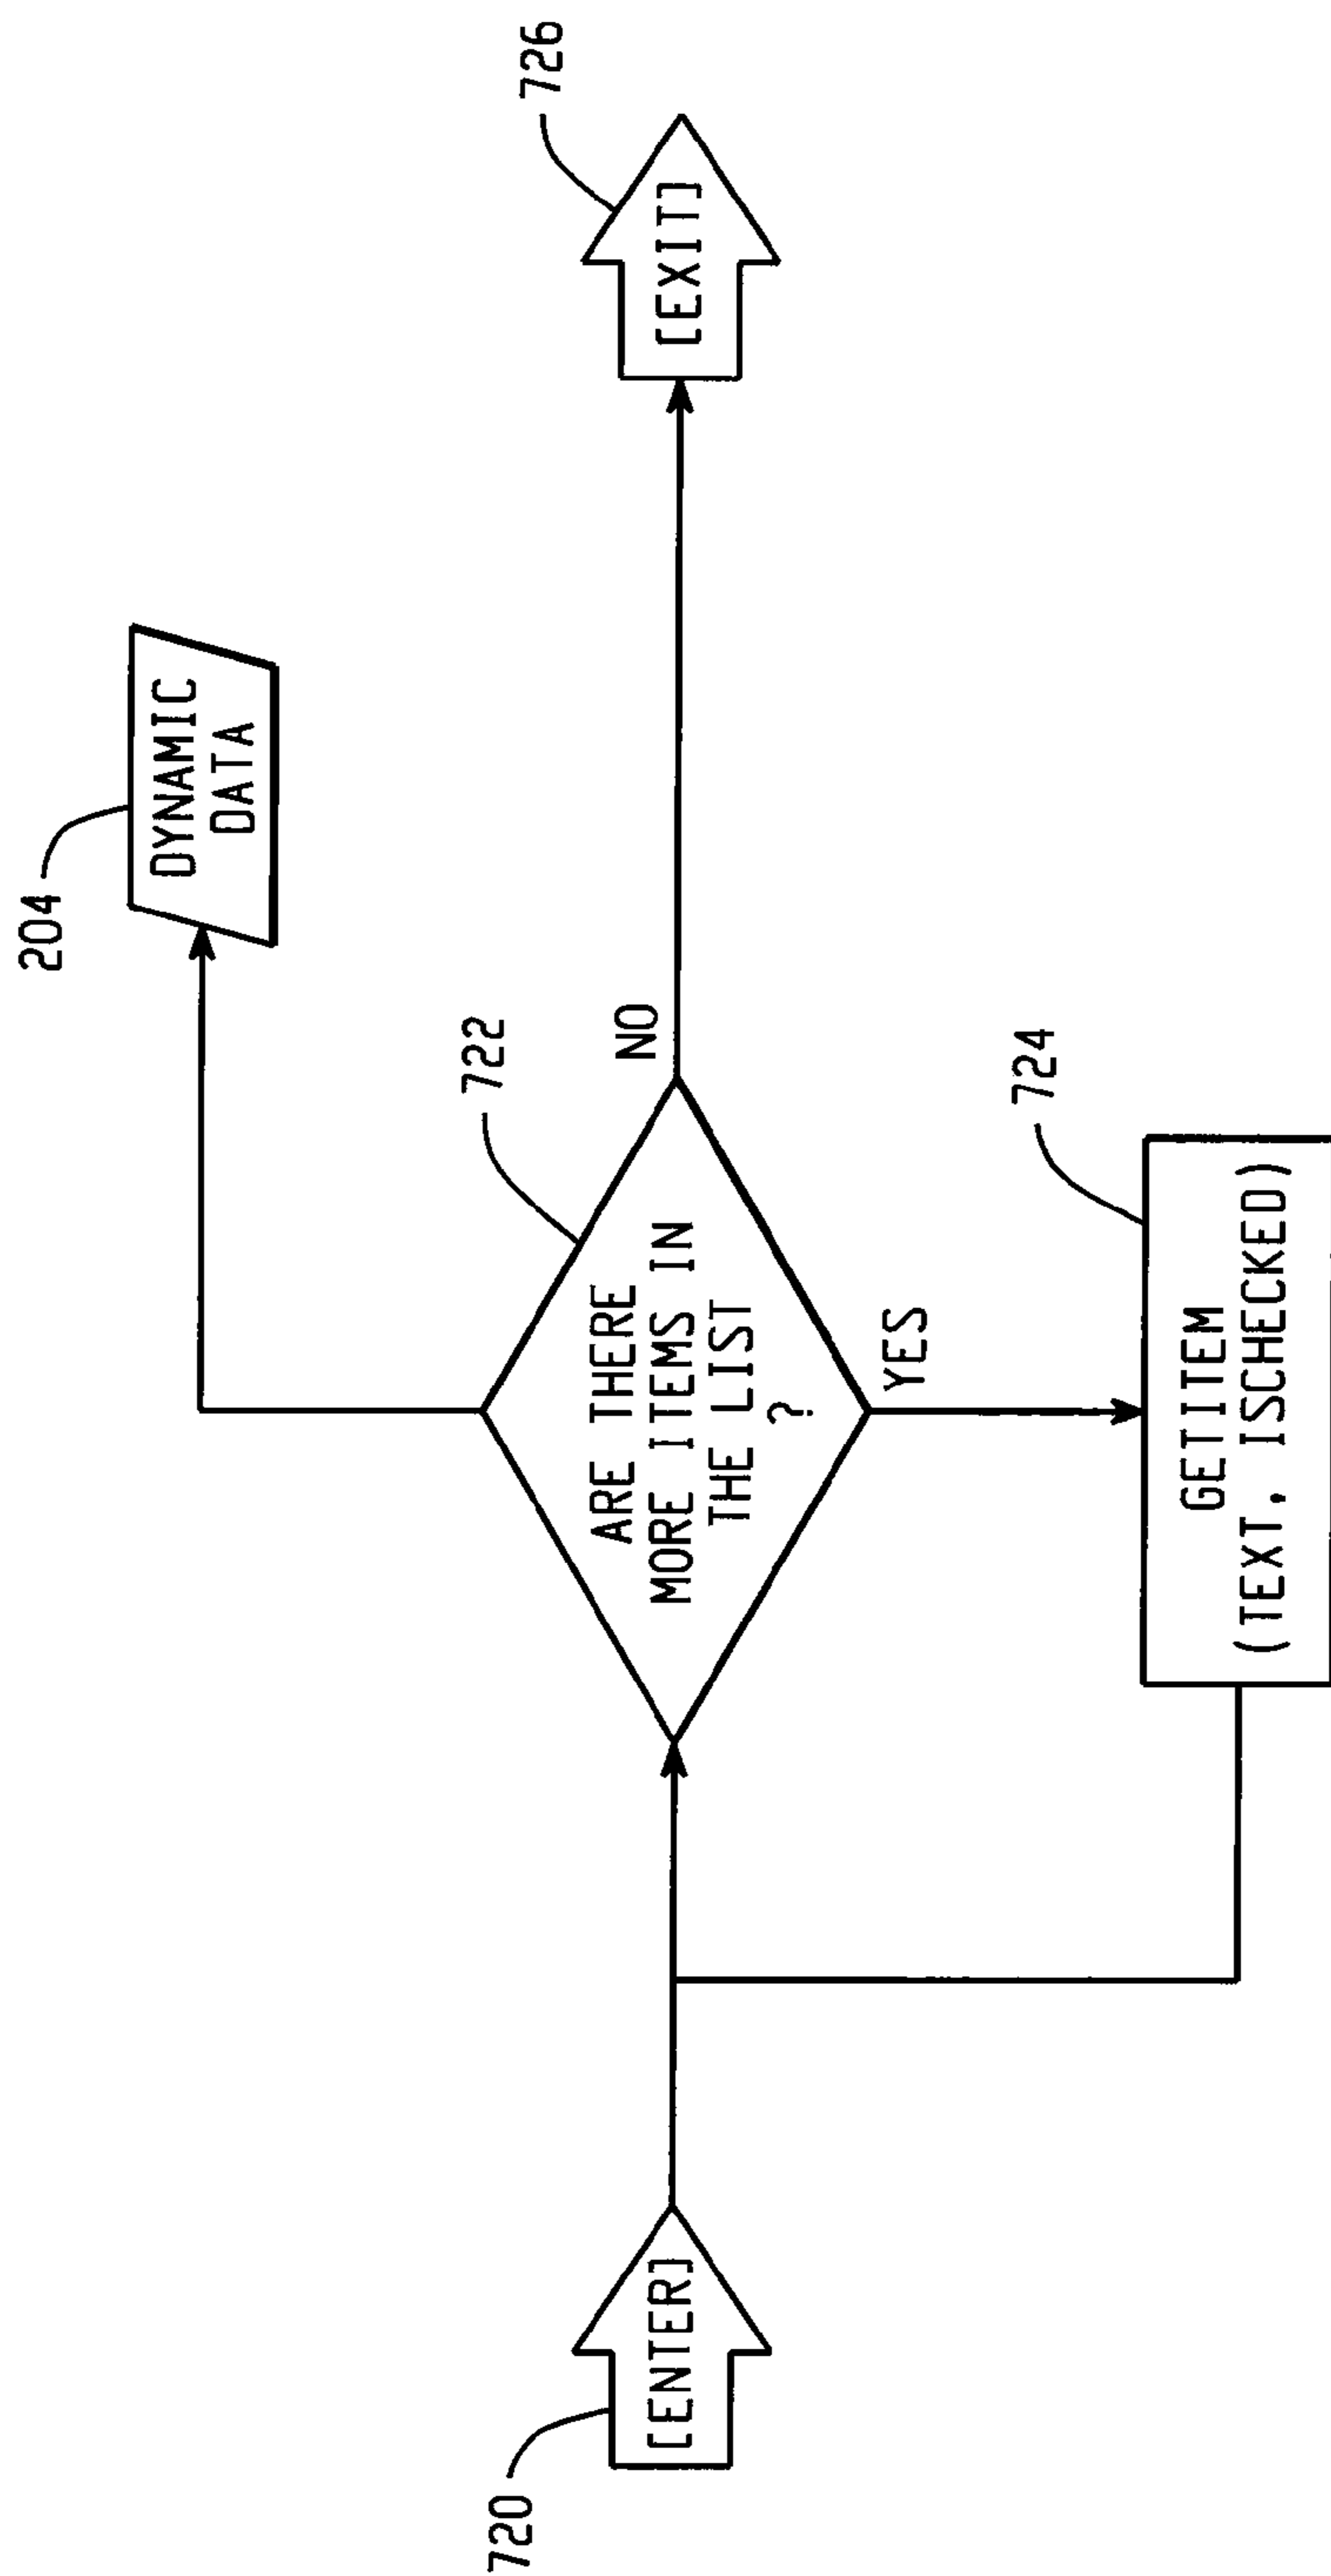 204
DYNAMIC
DATA
720
[ENTER]
722
ARE THERE
MORE ITEMS IN
THE LIST
?
NO
726
[EXIT]
YES
724
GETITEM
(TEXT, ISCHECKED)